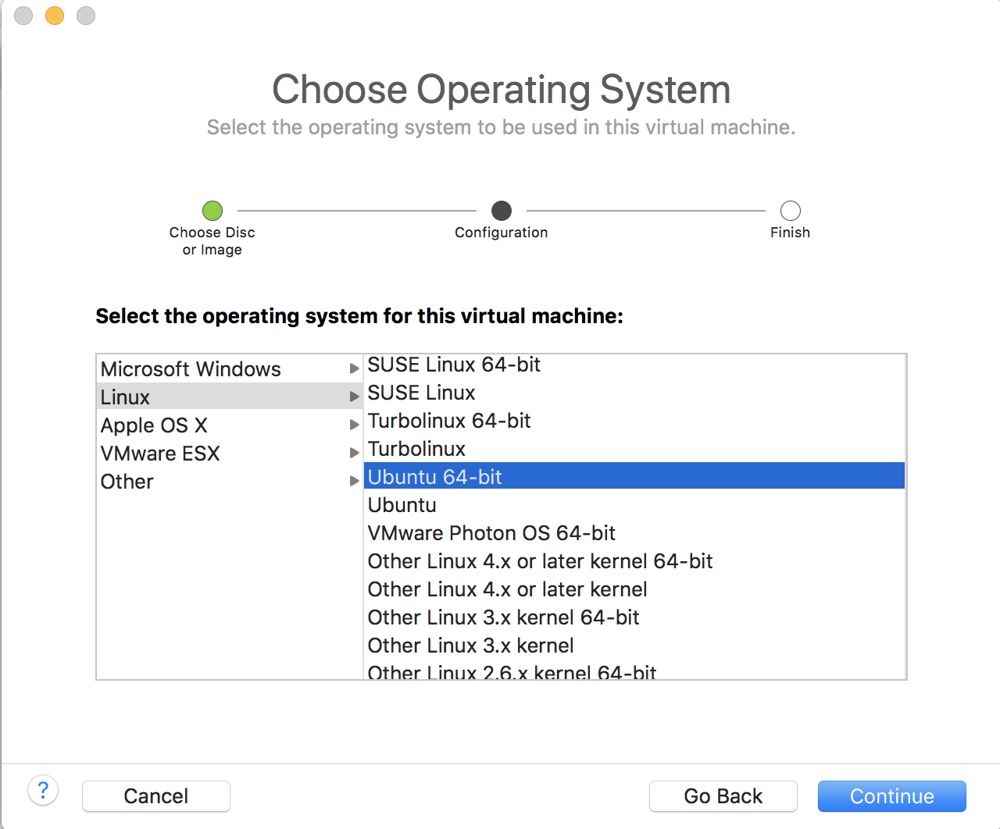 Choose Operating System
Select the operating system to be used in this virtual machine.
Choose Disc
or Image
Configuration
Finish
Select the operating system for this virtual machine:
Microsoft Windows
Linux
Apple OS X
VMware ESX
Other
SUSE Linux 64-bit
SUSE Linux
Turbolinux 64-bit
Turbolinux
Ubuntu 64-bit
Ubuntu
VMware Photon OS 64-bit
Other Linux 4.x or later kernel 64-bit
Other Linux 4.x or later kernel
Other Linux 3.x kernel 64-bit
Other Linux 3.x kernel
Other Linux 2.6.x kernel 64-bit
?
Cancel
Go Back
Continue